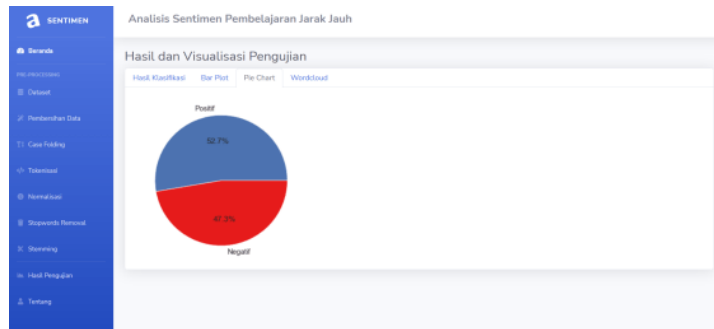 SENTIMEN
Analisis Sentimen Pembelajaran Jarak Jauh
Beranda
PRE-PROCESSING
Dataset
Pembersihan Data
Case Folding
Tokenisasi
Normalisasi
Stopwords Removal
Stemming
Hasil Pengujian
Tentang
Hasil dan Visualisasi Pengujian
Hasil Klasifikasi Bar Plot Pie Chart Wordcloud
Positif
52.7%
47.3%
Negatif